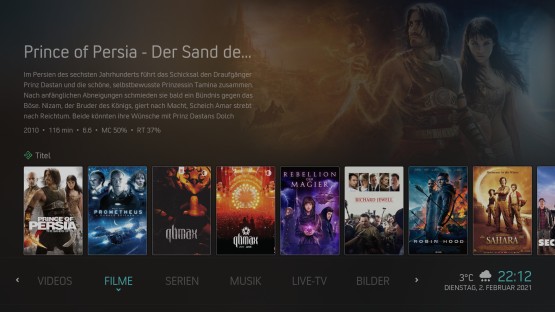 Prince of Persia - Der Sand de...
Im Persien des sechsten Jahrhunderts führt das Schicksal den Draufgänger
Prinz Dastan und die schöne, selbstbewusste Prinzessin Tamina zusammen.
Nach anfänglichen Abneigungen schmieden sie bald ein Bündnis gegen das
Böse. Nizam, der Bruder des Königs, giert nach Macht, Scheich Amar strebt
nach Reichtum. Beide könnten ihre Wünsche mit Prinz Dastans Dolch
2010 • 116 min • 6.6 • MC 50% • RT 37%
Titel
PRINCE OF
PERSIA
PROMETHEUS
qlimax
qlimax
REBELLION
DER
MAGIER
RICHARD JEWELL
ROBIN HOOD
SAHARA
SEC
VIDEOS FILME SERIEN MUSIK LIVE-TV BILDER
3°C 22:12
DIENSTAG, 2. FEBRUAR 2021